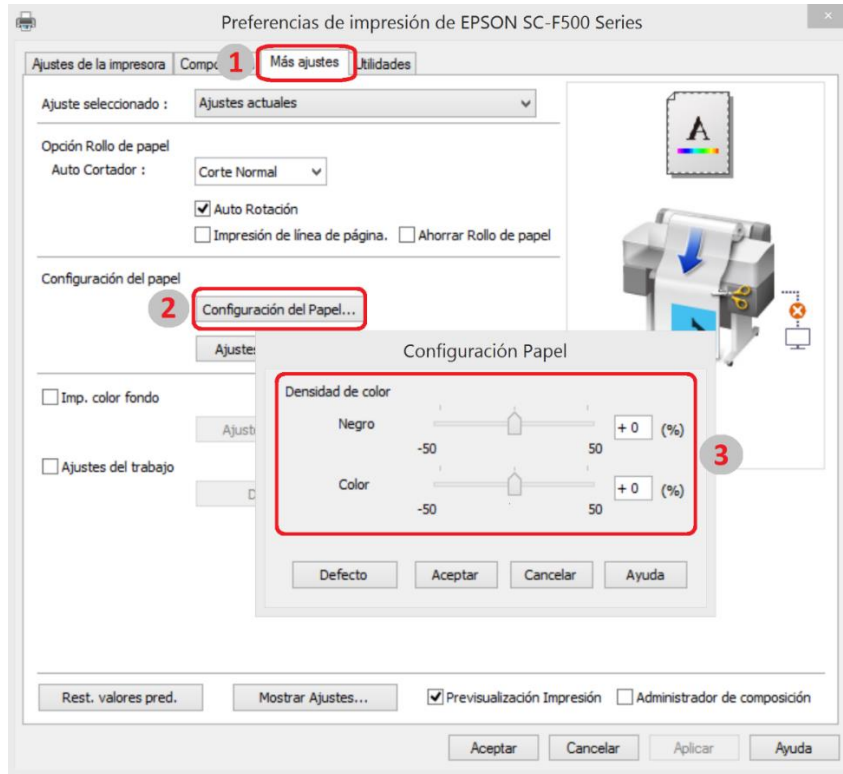 Preferencias de impresión de EPSON SC-F500 Series
Ajustes de la impresora
1
Más ajustes
Utilidades
Ajuste seleccionado :
Ajustes actuales
Opción Rollo de papel
Auto Cortador :
Corte Normal
Auto Rotación
Impresión de línea de página.
Ahorrar Rollo de papel
A
Configuración del papel
2
Configuración del Papel...
Imp. color fondo
Ajustes del trabajo
Configuración Papel
Densidad de color
Negro
+ 0 (%)
-50 50
3
Color
+ 0 (%)
-50 50
Defecto Aceptar Cancelar Ayuda
Rest. valores pred.
Mostrar Ajustes...
Previsualización Impresión
Administrador de composición
Aceptar Cancelar Aplicar Ayuda